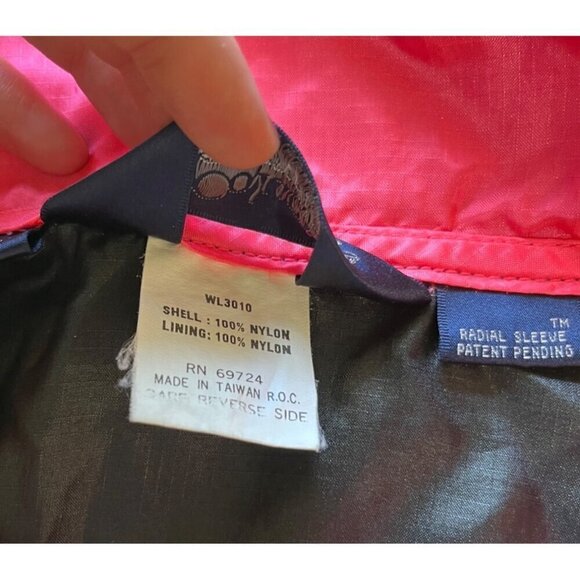 WL3010
SHELL : 100% NYLON
LINING; 100% NYLON
RN 69724
MADE IN TAIWAN R.O.C.
CARE REVERSE SIDE
TM
RADIAL SLEEVE
PATENT PENDING